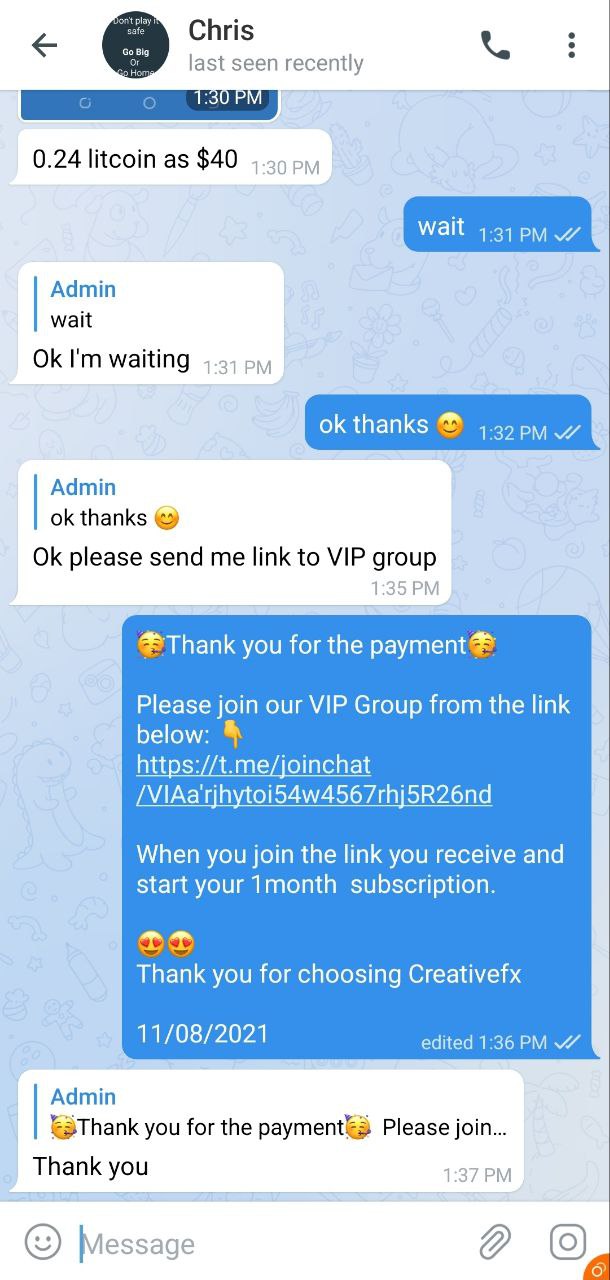 Don't play it
safe
Go Big
Or
Go Home
Chris
last seen recently
1:30 PM
0.24 litcoin as $40 1:30 PM
wait 1:31 PM
Admin
wait
Ok I'm waiting 1:31 PM
ok thanks 😊 1:32 PM
Admin
ok thanks 😊
Ok please send me link to VIP group
1:35 PM
🥳Thank you for the payment🥳
Please join our VIP Group from the link
below: 👇
https://t.me/joinchat
/VIAa'rjhytoi54w4567rhj5R26nd
When you join the link you receive and
start your 1month  subscription.
😍😍
Thank you for choosing Creativefx
11/08/2021
edited 1:36 PM
Admin
🥳Thank you for the payment🥳 Please join...
Thank you 1:37 PM
Message